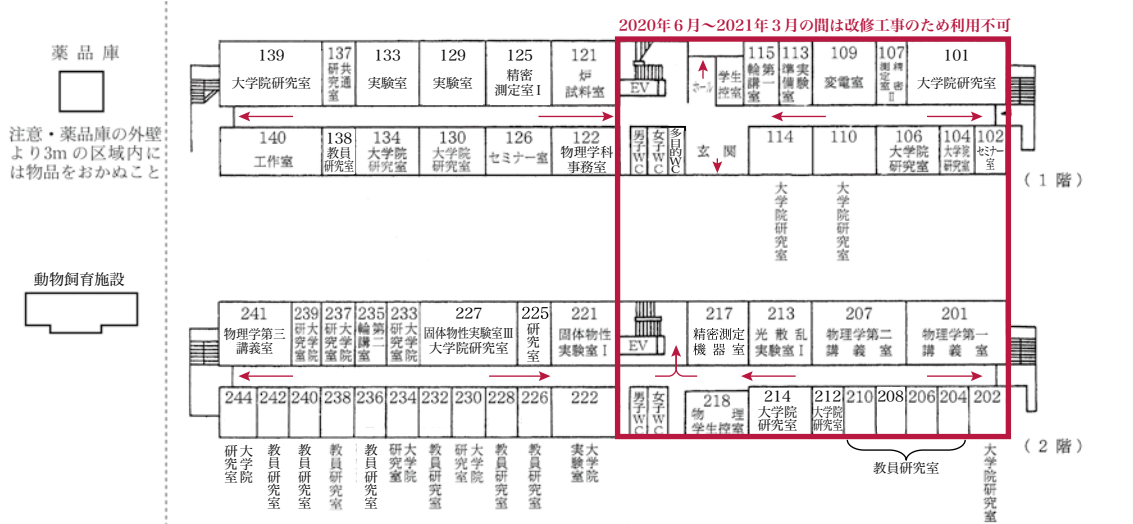 2020年６月～2021年３月の間は改修工事のため利用不可
薬品庫
注意・薬品庫の外壁
より3mの区域内に
は物品をおかぬこと
動物飼育施設
139
大学院研究室
137
共通
研究室
133
実験室
129
実験室
125
精密
測定室Ⅰ
121
炉
試料室
EV
ホール
学生
控室
115
第一
輪講室
113
実験
準備室
109
変電室
107
精密Ⅱ
測定室
101
大学院研究室
140
工作室
138
教員
研究室
134
大学院
研究室
130
大学院
研究室
126
セミナー室
122
物理学科
事務室
男子WC
女子WC
多目的WC
玄関
114
大学院研究室
110
大学院研究室
106
大学院
研究室
104
大学院
研究室
102
セミナー
室
（１階）
241
物理学第三
講義室
239
大学院
研究室
237
大学院
研究室
235
第二
輪講室
233
大学院
研究室
227
固体物性実験室Ⅲ
大学院研究室
225
研究室
221
固体物性
実験室Ⅰ
EV
217
精密測定
機器室
213
光散乱
実験室Ⅰ
207
物理学第二
講義室
201
物理学第一
講義室
244
大学院
研究室
242
教員研究室
240
教員研究室
238
教員研究室
236
教員研究室
234
大学院
研究室
232
教員研究室
230
大学院
研究室
228
教員研究室
226
教員研究室
222
大学院
実験室
男子WC
女子WC
218
物理
学生控室
214
大学院
研究室
212
大学院
研究室
210
208
206
204
教員研究室
202
大学院研究室
（２階）